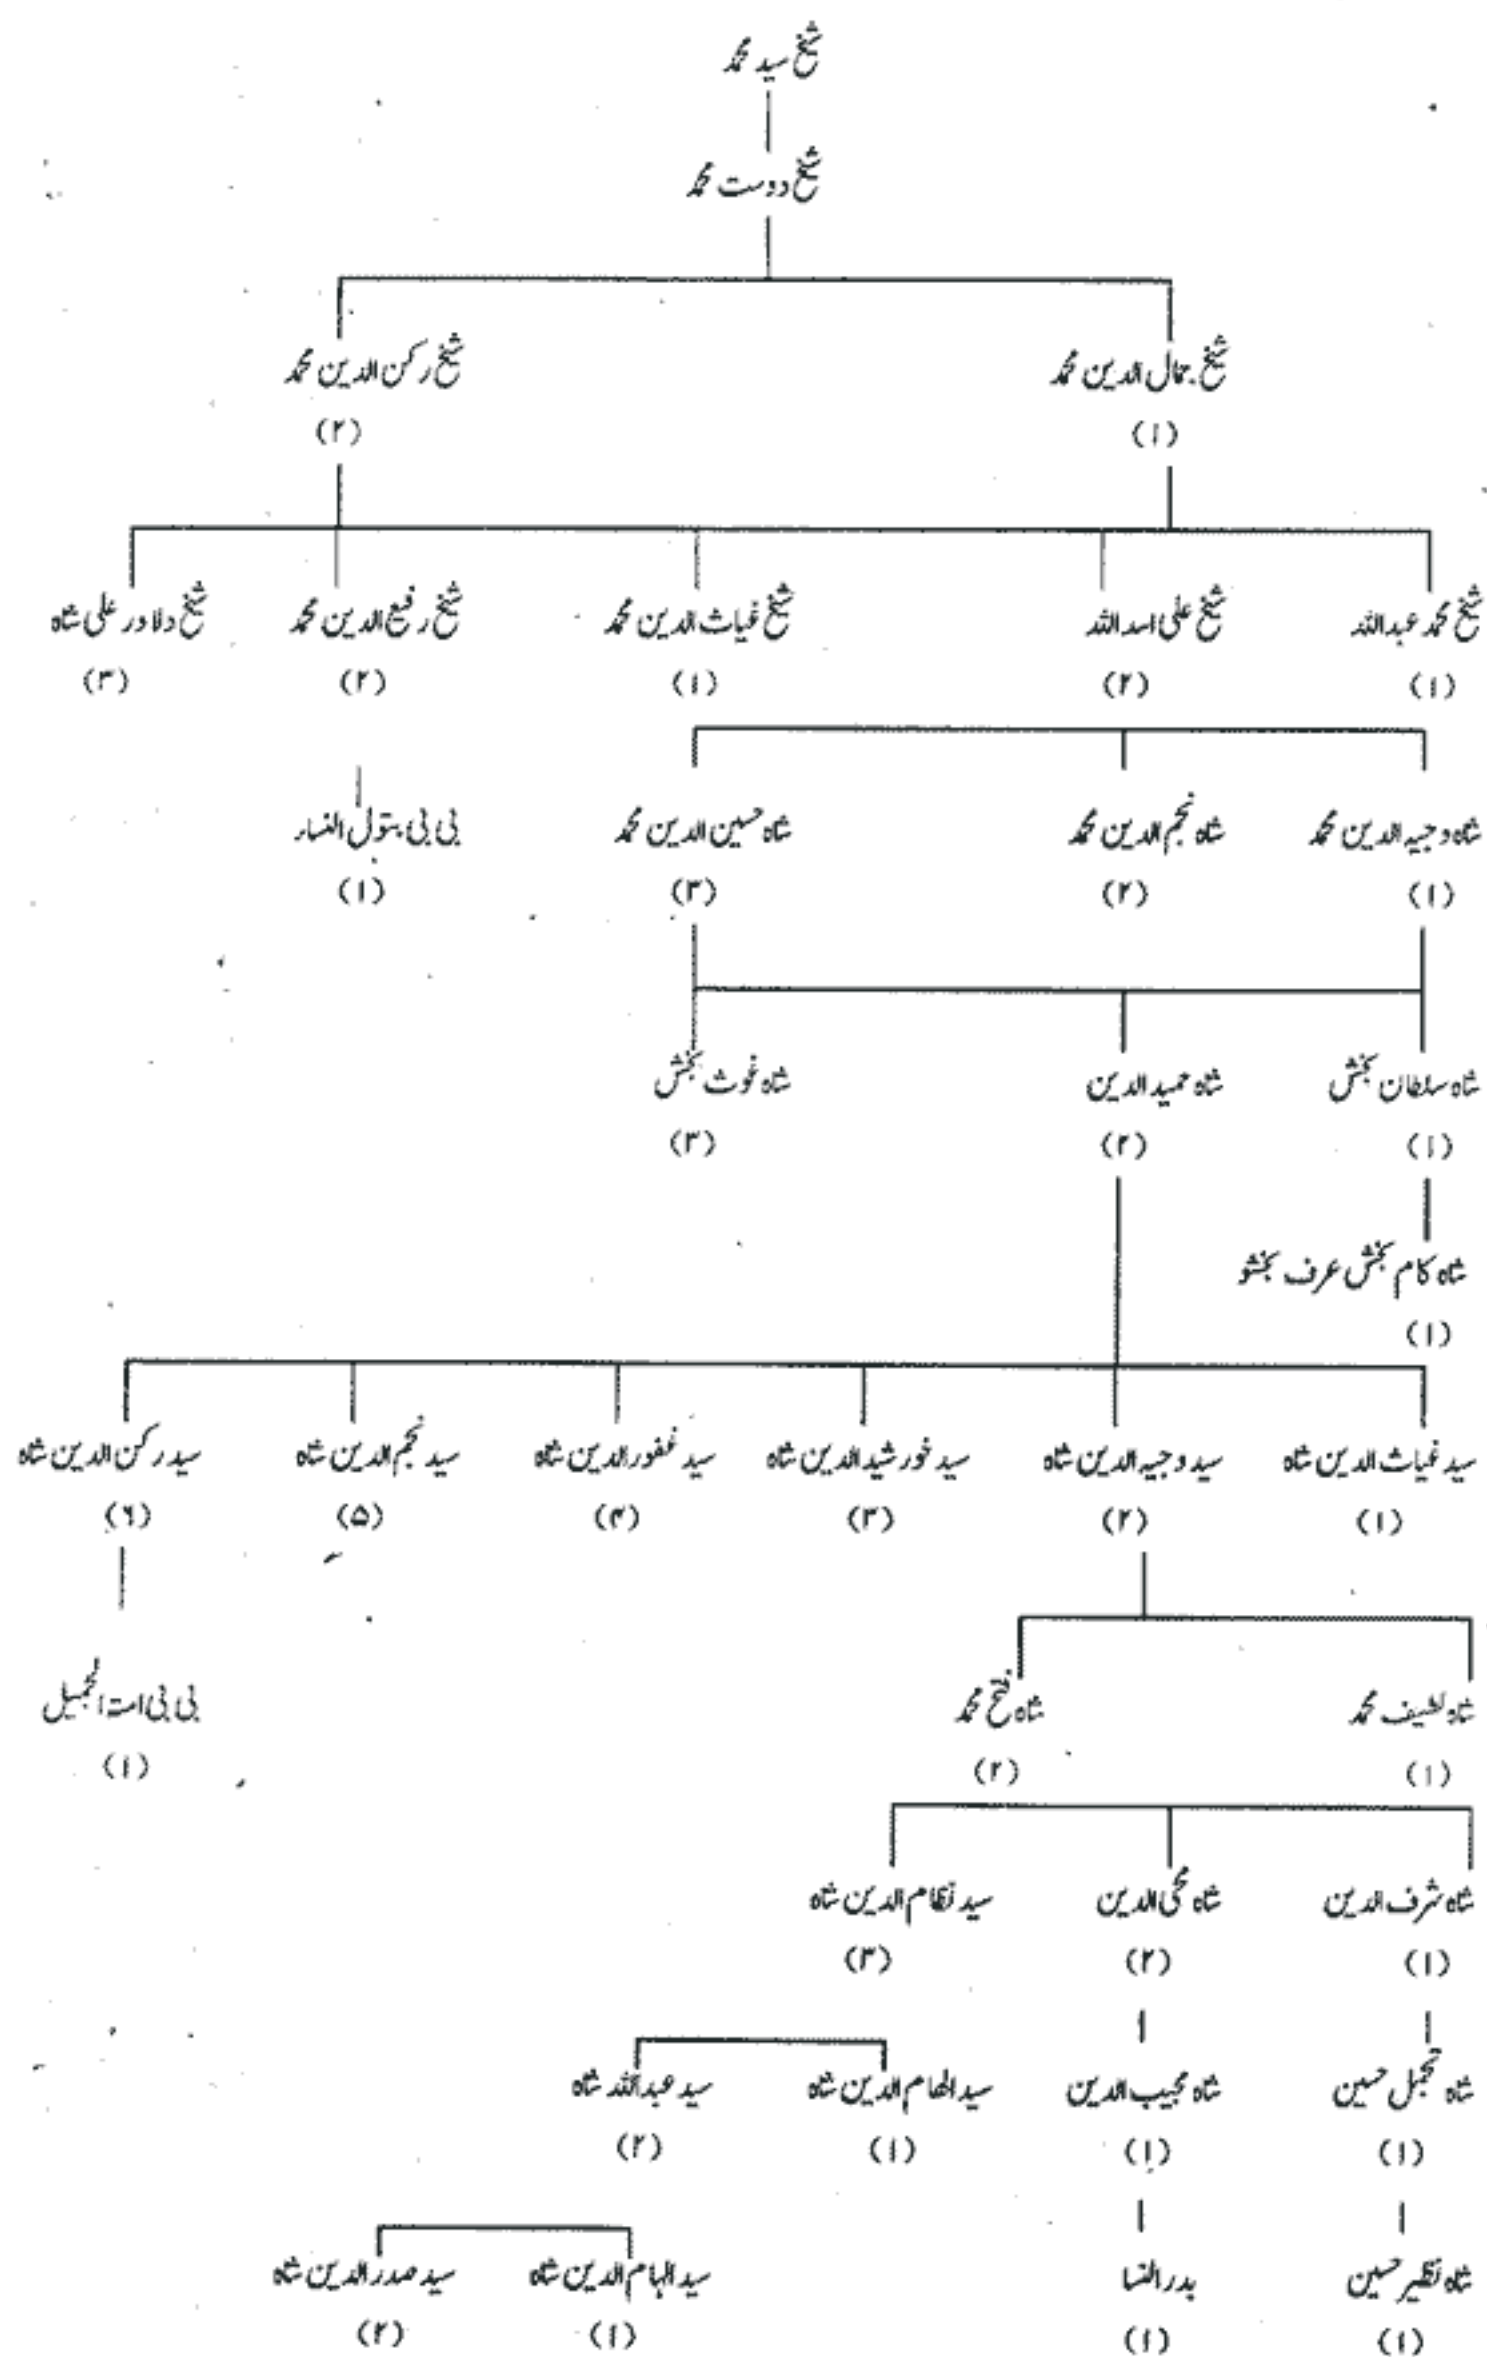 شیخ سید محمد
شیخ دوست محمد
شیخ جمال الدین محمد شیخ رکن الدین محمد
(۱) (۲)
شیخ محمد عبداللہ شیخ علی اسد اللہ شیخ غیاث الدین محمد شیخ رفیع الدین محمد شیخ دلاور علی شاہ
(۱) (۲) (۱) (۲) (۳)
شاہ وجیہ الدین محمد شاہ نجم الدین محمد شاہ حسین الدین محمد بی بی بتول النساء
(۱) (۲) (۳) (۱)
شاہ سلطان بخش شاہ حمید الدین شاہ غوث بخش
(۱) (۲) (۳)
شاہ کام بخش عرف بخشو
(۱)
سید غیاث الدین شاہ سید وجیہ الدین شاہ سید خورشید الدین شاہ سید غفور الدین شاہ سید نجم الدین شاہ سید رکن الدین شاہ
(۱) (۲) (۳) (۴) (۵) (۶)
شاہ لطیف محمد شاہ فتح محمد بی بی امۃ الجمیل
(۱) (۲) (۱)
شاہ شرف الدین شاہ محی الدین سید نظام الدین شاہ
(۱) (۲) (۳)
شاہ تجمل حسین شاہ مجیب الدین سید الھام الدین شاہ سید عبداللہ شاہ
(۱) (۱) (۱) (۲)
شاہ نظیر حسین بدر النسا سید الہام الدین شاہ سید صدر الدین شاہ
(۱) (۱) (۱) (۲)